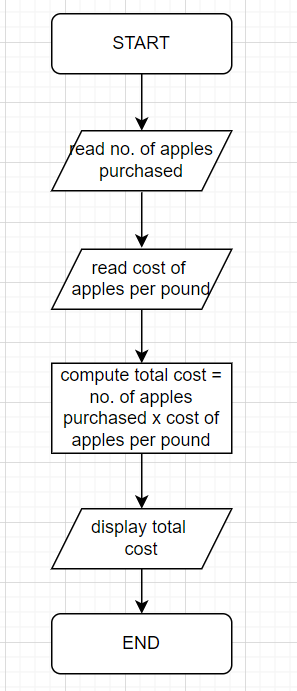 START
read no. of apples
purchased
read cost of
apples per pound
compute total cost =
no. of apples
purchased x cost of
apples per pound
display total
cost
END